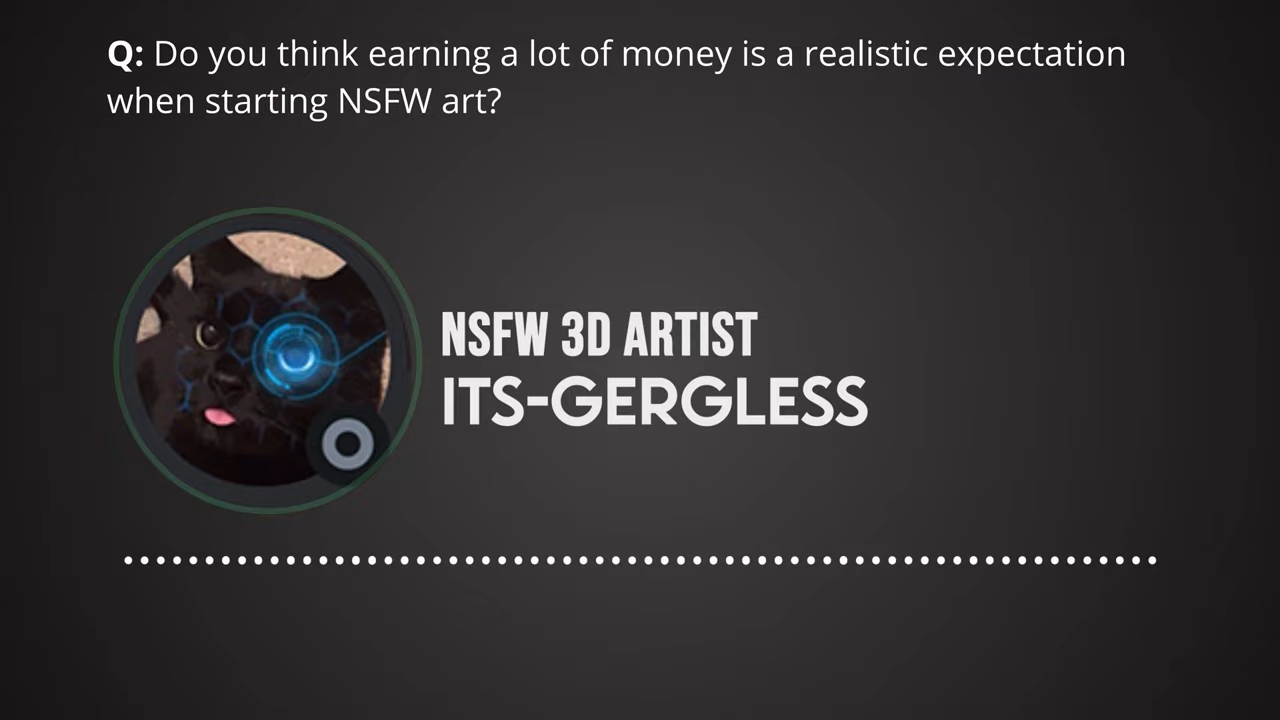 Q: Do you think earning a lot of money is a realistic expectation
when starting NSFW art?
NSFW 3D ARTIST
ITS-GERGLESS